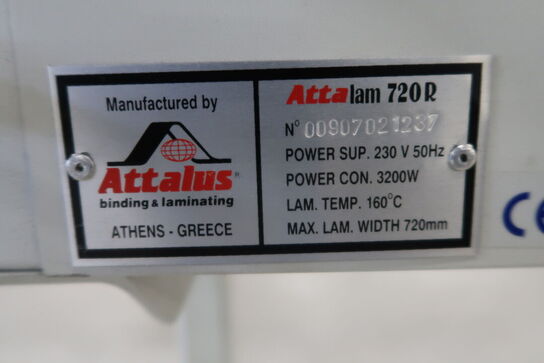 Manufactured by
Attalus
binding & laminating
ATHENS - GREECE
Attalam 720R
Nº 00907021237
POWER SUP. 230 V 50Hz
POWER CON. 3200W
LAM. TEMP. 160°C
MAX. LAM. WIDTH 720mm
CE